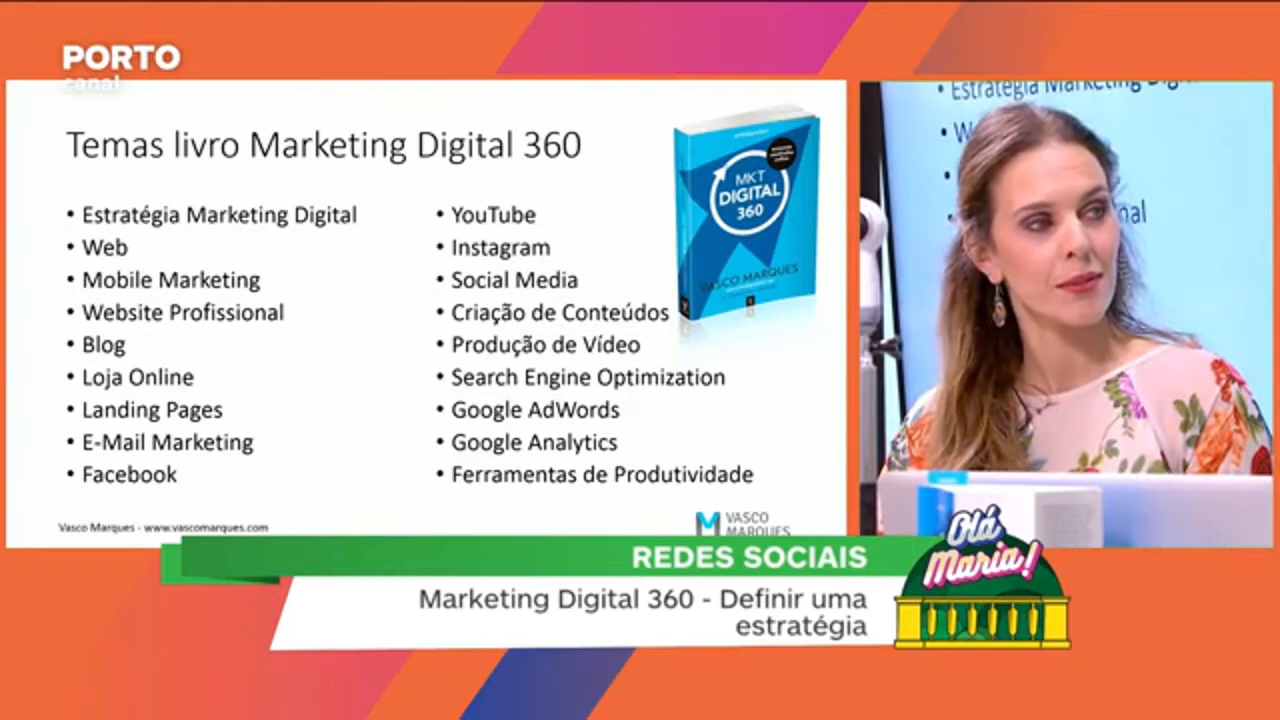 PORTO
canal
Temas livro Marketing Digital 360
• Estratégia Marketing Digital
• Web
• Mobile Marketing
• Website Profissional
• Blog
• Loja Online
• Landing Pages
• E-Mail Marketing
• Facebook
• YouTube
• Instagram
• Social Media
• Criação de Conteúdos
• Produção de Vídeo
• Search Engine Optimization
• Google AdWords
• Google Analytics
• Ferramentas de Produtividade
MKT
DIGITAL
360
VASCO MARQUES
Vasco Marques - www.vascomarques.com
VASCO
MARQUES
• Estratégia Marketing
REDES SOCIAIS
Marketing Digital 360 - Definir uma
estratégia
Olá
Maria!